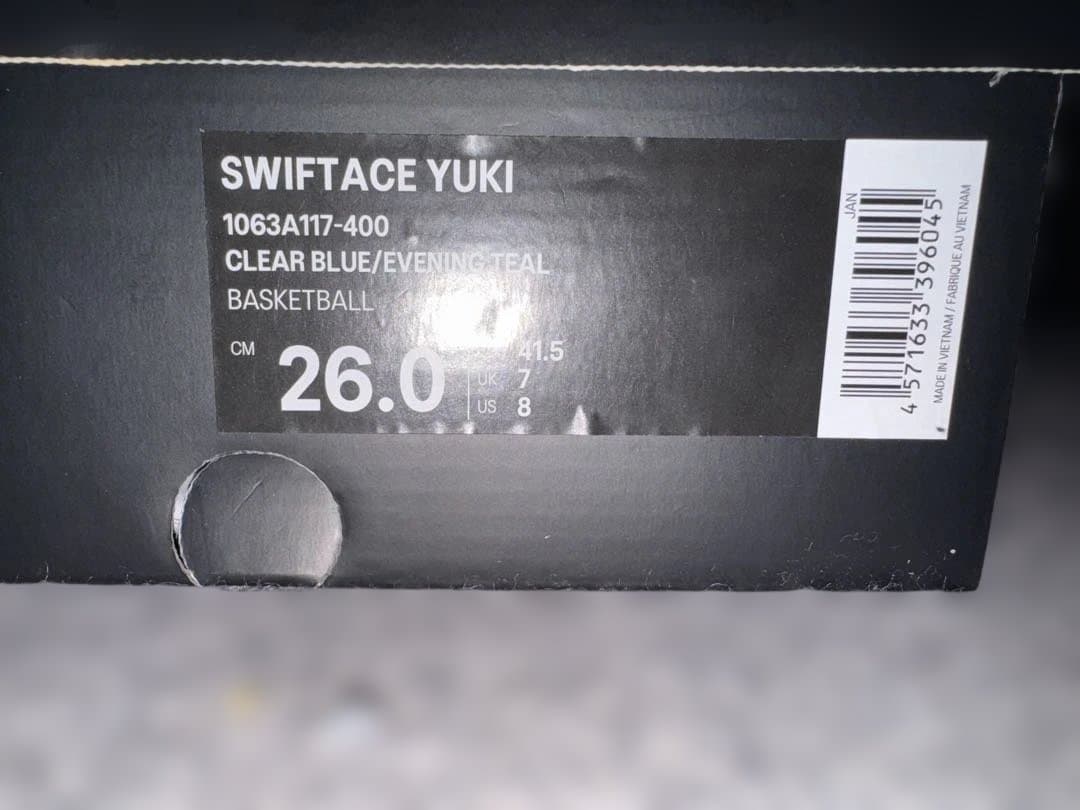 SWIFTACE YUKI
1063A117-400
CLEAR BLUE/EVENING TEAL
BASKETBALL
CM 26.0
41.5
UK 7
US 8
JAN
4 571633 396045
MADE IN VIETNAM / FABRIQUE AU VIETNAM